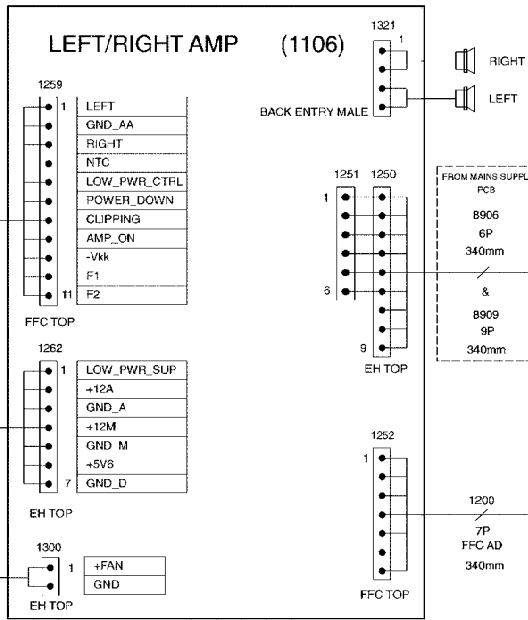 LEFT/RIGHT AMP (1106)
1321
1
RIGHT
LEFT
BACK ENTRY MALE
1259
1 LEFT
GND_AA
RIGHT
NTC
LOW_PWR_CTRL
POWER_DOWN
CLIPPING
AMP_ON
-Vkk
F1
11 F2
FFC TOP
1251 1250
1
6
9
EH TOP
FROM MAINS SUPPL
PCB
8906
6P
340mm
&
8909
9P
340mm
1262
1 LOW_PWR_SUP
+12A
GND_A
+12M
GND_M
+5V6
7 GND_D
EH TOP
1252
1
FFC TOP
1200
7P
FFC AD
340mm
1300
1 +FAN
GND
EH TOP